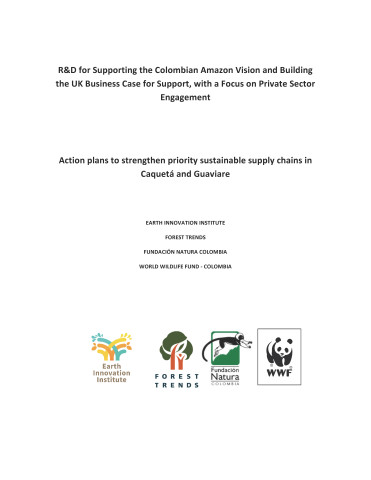 R&D for Supporting the Colombian Amazon Vision and Building
the UK Business Case for Support, with a Focus on Private Sector
Engagement
Action plans to strengthen priority sustainable supply chains in
Caquetá and Guaviare
EARTH INNOVATION INSTITUTE
FOREST TRENDS
FUNDACIÓN NATURA COLOMBIA
WORLD WILDLIFE FUND - COLOMBIA
Earth
Innovation
Institute
FOREST
TRENDS
Fundación
Natura
COLOMBIA
WWF